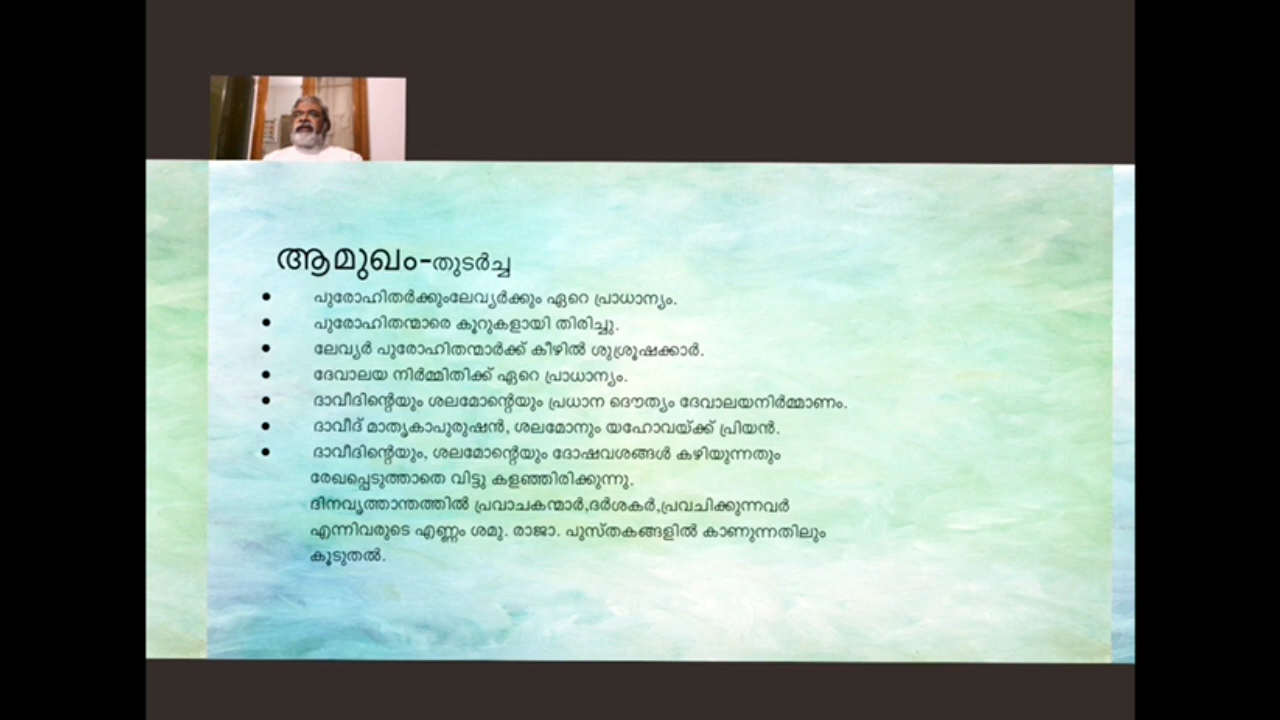 ആമുഖം-തുടർച്ച
• പുരോഹിതർക്കുംലേവ്യർക്കും ഏറെ പ്രാധാന്യം.
• പുരോഹിതന്മാരെ കൂറുകളായി തിരിച്ചു.
• ലേവ്യർ പുരോഹിതന്മാർക്ക് കീഴിൽ ശുശ്രൂഷക്കാർ.
• ദേവാലയ നിർമ്മിതിക്ക് ഏറെ പ്രാധാന്യം.
• ദാവീദിന്റെയും ശലമോന്റെയും പ്രധാന ദൌത്യം ദേവാലയനിർമ്മാണം.
• ദാവീദ് മാതൃകാപുരുഷൻ, ശലമോനും യഹോവയ്ക്ക് പ്രിയൻ.
• ദാവീദിന്റെയും, ശലമോന്റെയും ദോഷവശങ്ങൾ കഴിയുന്നതും
രേഖപ്പെടുത്താതെ വിട്ടു കളഞ്ഞിരിക്കുന്നു.
ദിനവൃത്താന്തത്തിൽ പ്രവാചകന്മാർ,ദർശകർ,പ്രവചിക്കുന്നവർ
എന്നിവരുടെ എണ്ണം ശമു. രാജാ. പുസ്തകങ്ങളിൽ കാണുന്നതിലും
കൂടുതൽ.